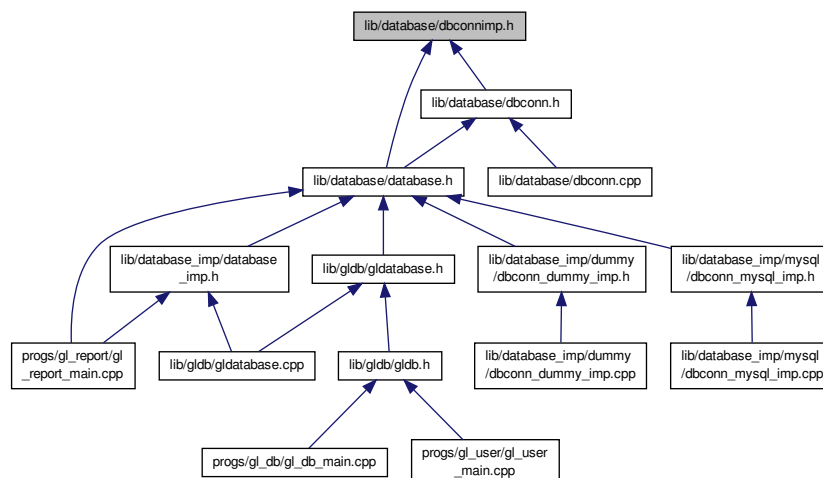 lib/database/dbconnimp.h
lib/database/dbconn.h
lib/database/database.h
lib/database/dbconn.cpp
lib/database_imp/database
_imp.h
lib/gldb/gldatabase.h
lib/database_imp/dummy
/dbconn_dummy_imp.h
lib/database_imp/mysql
/dbconn_mysql_imp.h
progs/gl_report/gl
_report_main.cpp
lib/gldb/gldatabase.cpp
lib/gldb/gldb.h
lib/database_imp/dummy
/dbconn_dummy_imp.cpp
lib/database_imp/mysql
/dbconn_mysql_imp.cpp
progs/gl_db/gl_db_main.cpp
progs/gl_user/gl_user
_main.cpp